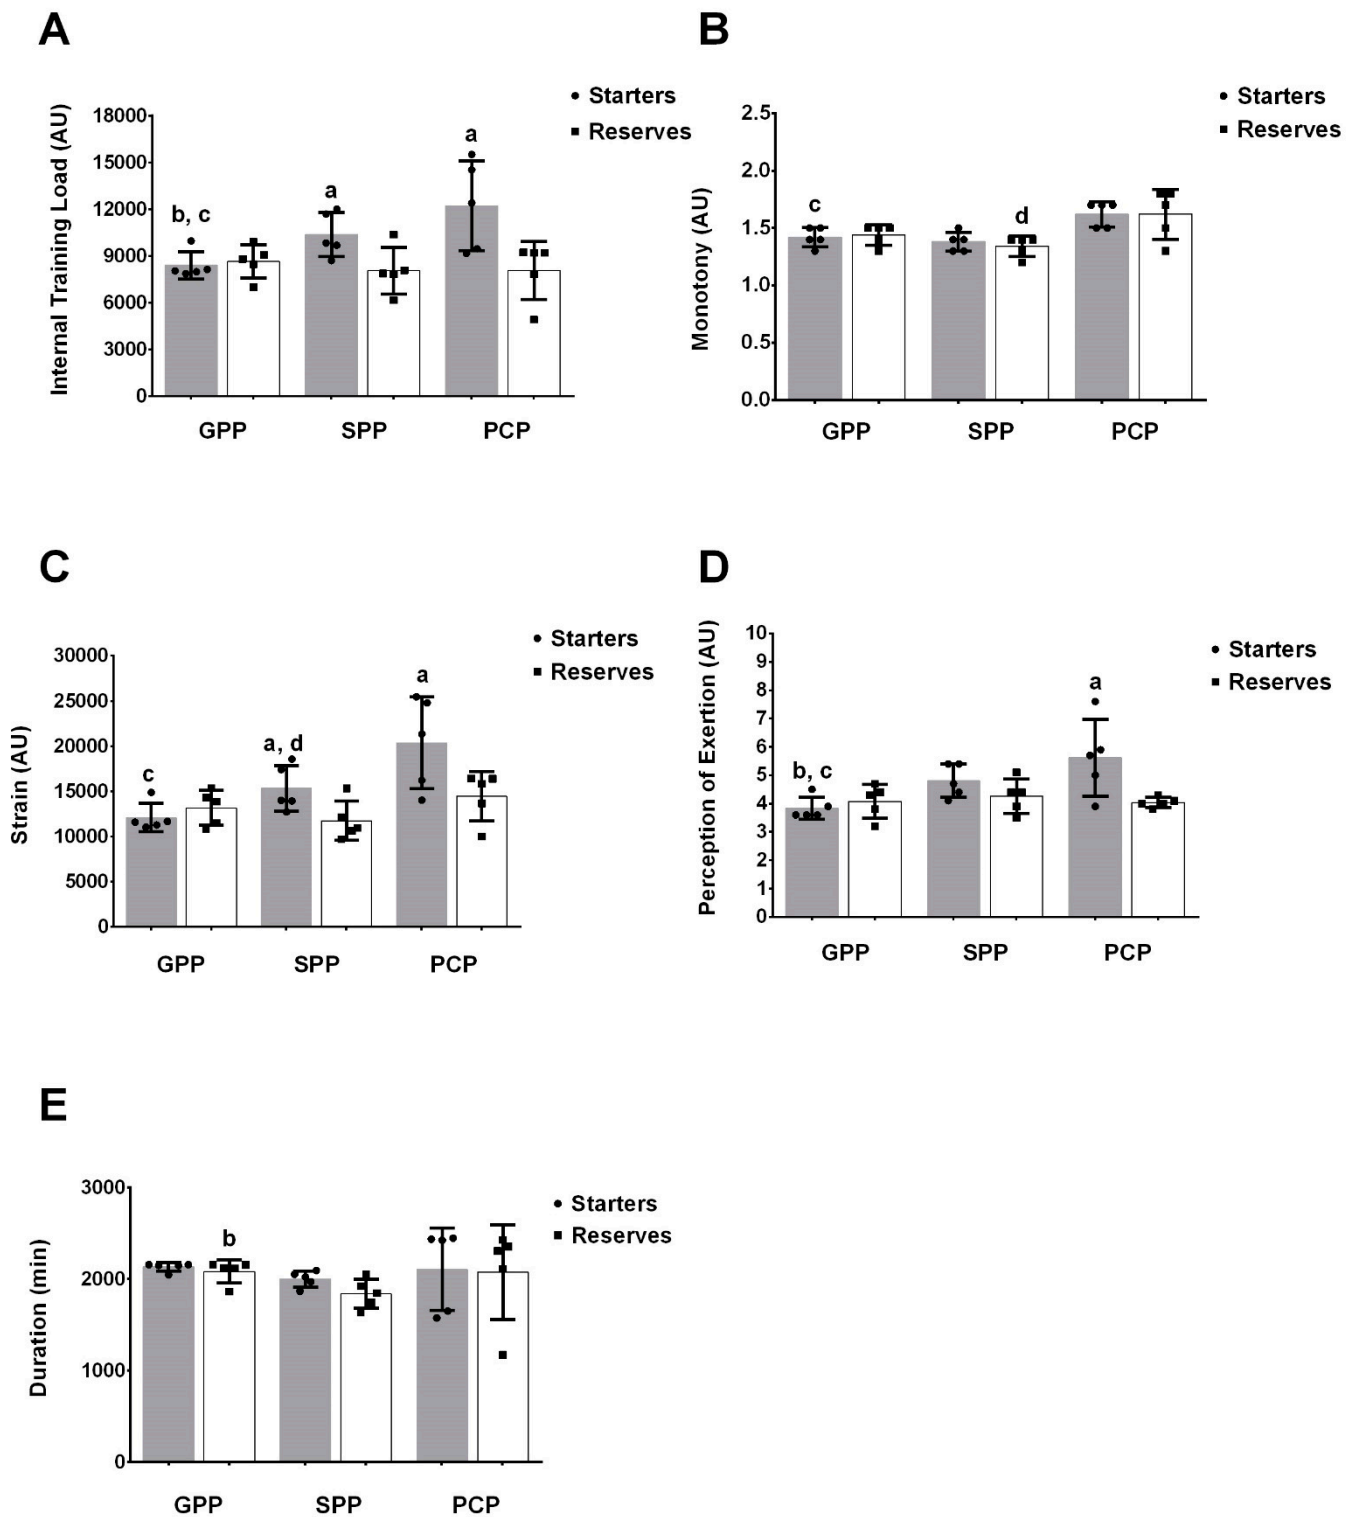 A
Internal Training Load (AU)
18000
15000
12000
9000
6000
3000
0
b, c
a
a
GPP
SPP
PCP
Starters
Reserves
B
Monotony (AU)
2.5
2.0
1.5
1.0
0.5
0.0
c
d
GPP
SPP
PCP
Starters
Reserves
C
Strain (AU)
30000
25000
20000
15000
10000
5000
0
c
a, d
a
GPP
SPP
PCP
Starters
Reserves
D
Perception of Exertion (AU)
10
9
8
7
6
5
4
3
2
1
0
b, c
a
GPP
SPP
PCP
Starters
Reserves
E
Duration (min)
3000
2000
1000
0
b
GPP
SPP
PCP
Starters
Reserves